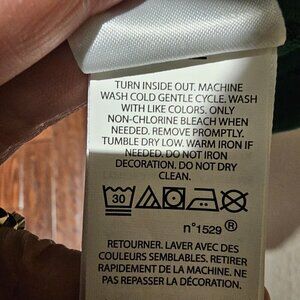 TURN INSIDE OUT. MACHINE
WASH COLD GENTLE CYCLE. WASH
WITH LIKE COLORS. ONLY
NON-CHLORINE BLEACH WHEN
NEEDED. REMOVE PROMPTLY.
TUMBLE DRY LOW. WARM IRON IF
NEEDED. DO NOT IRON
DECORATION. DO NOT DRY
CLEAN.
30
n°1529 ®
RETOURNER. LAVER AVEC DES
COULEURS SEMBLABLES. RETIRER
RAPIDEMENT DE LA MACHINE. NE
PAS REPASSER LA DÉCORATION.